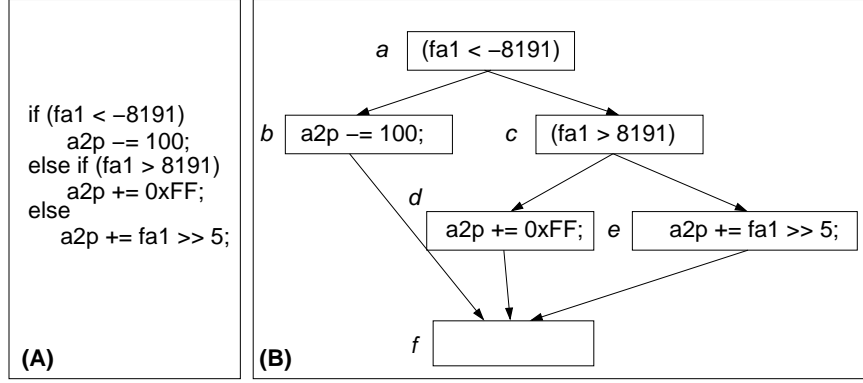 if (fa1 < −8191)
a2p −= 100;
else if (fa1 > 8191)
a2p += 0xFF;
else
a2p += fa1 >> 5;
(A)
a
(fa1 < −8191)
b
a2p −= 100;
c
(fa1 > 8191)
d
a2p += 0xFF;
e
a2p += fa1 >> 5;
f
(B)